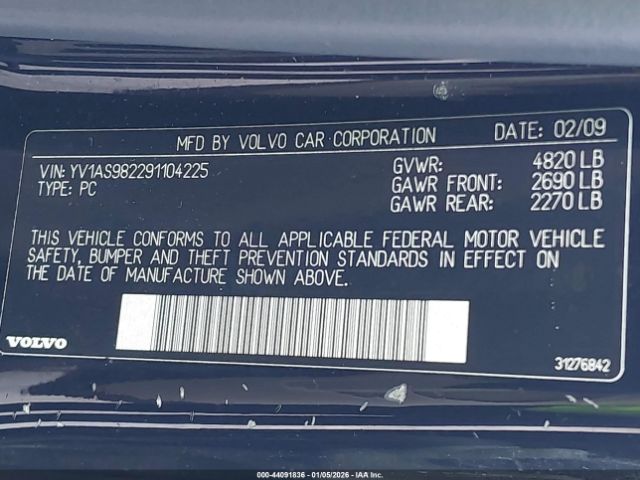 MFD BY VOLVO CAR CORPORATION DATE: 02/09
VIN: YV1AS982291104225 GVWR: 4820 LB
TYPE: PC GAWR FRONT: 2690 LB
GAWR REAR: 2270 LB
THIS VEHICLE CONFORMS TO ALL APPLICABLE FEDERAL MOTOR VEHICLE
SAFETY, BUMPER AND THEFT PREVENTION STANDARDS IN EFFECT ON
THE DATE OF MANUFACTURE SHOWN ABOVE.
VOLVO 31276842
000-44091836 - 01/05/2026 - IAA Inc.